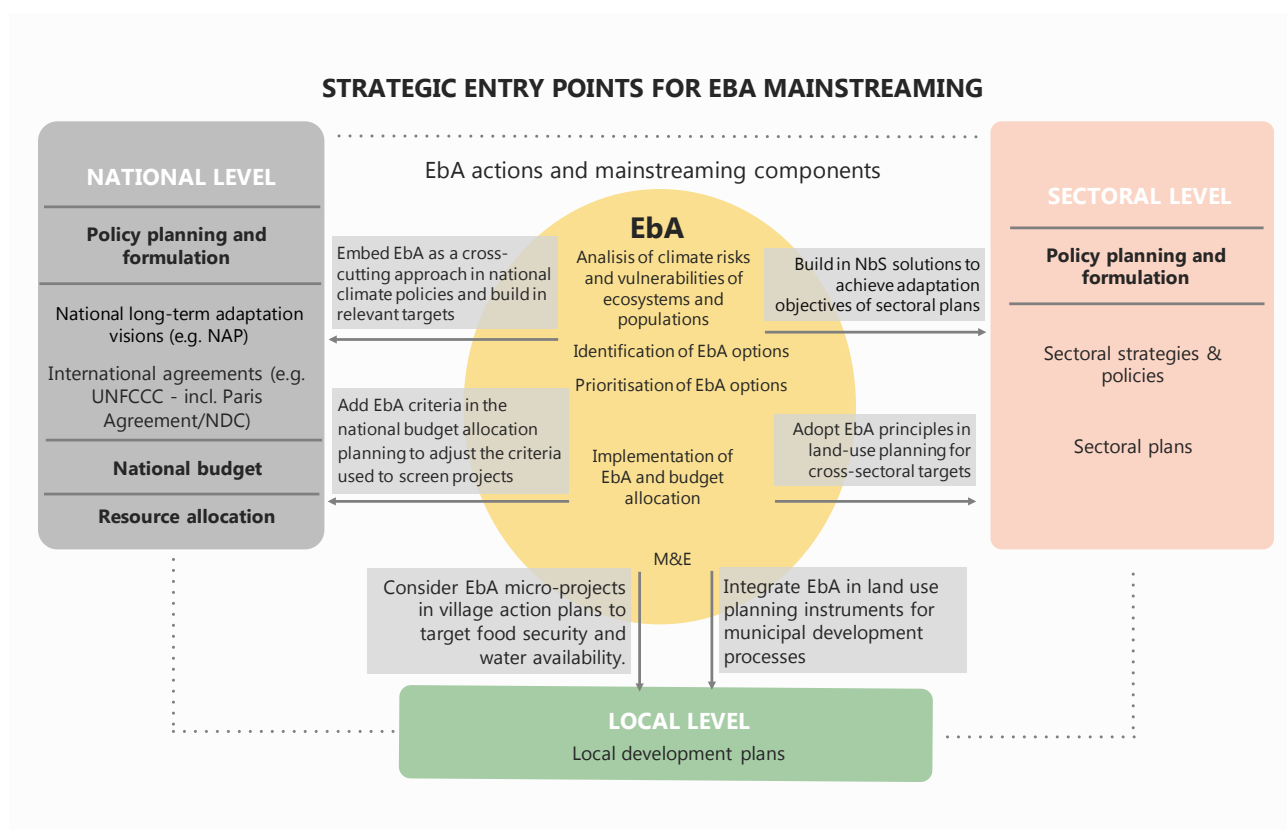 STRATEGIC ENTRY POINTS FOR EBA MAINSTREAMING
EbA actions and mainstreaming components
NATIONAL LEVEL
Policy planning and
formulation
National long-term adaptation
visions (e.g. NAP)
International agreements (e.g.
UNFCCC - incl. Paris
Agreement/NDC)
National budget
Resource allocation
Embed EbA as a cross-
cutting approach in national
climate policies and build in
relevant targets
Add EbA criteria in the
national budget allocation
planning to adjust the criteria
used to screen projects
EbA
Analisis of climate risks
and vulnerabilities of
ecosystems and
populations
Identification of EbA options
Prioritisation of EbA options
Implementation of
EbA and budget
allocation
M&E
Build in NbS solutions to
achieve adaptation
objectives of sectoral plans
Adopt EbA principles in
land-use planning for
cross-sectoral targets
SECTORAL LEVEL
Policy planning and
formulation
Sectoral strategies &
policies
Sectoral plans
Consider EbA micro-projects
in village action plans to
target food security and
water availability.
Integrate EbA in land use
planning instruments for
municipal development
processes
LOCAL LEVEL
Local development plans